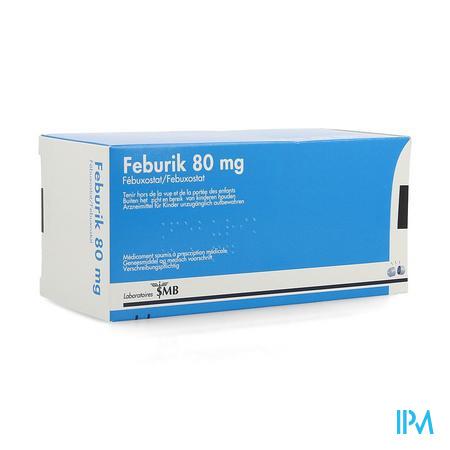 Feburik 80 mg
Fébuxostat/Febuxostat
Tenir hors de la vue et de la portée des enfants
Buiten het zicht en bereik van kinderen houden
Arzneimittel für Kinder unzugänglich aufbewahren
Médicament soumis à prescription médicale
Geneesmiddel op medisch voorschrift
Verschreibungspflichtig
Laboratoires SMB
Feburik 80 mg
Fébuxostat/Febuxostat
IPM